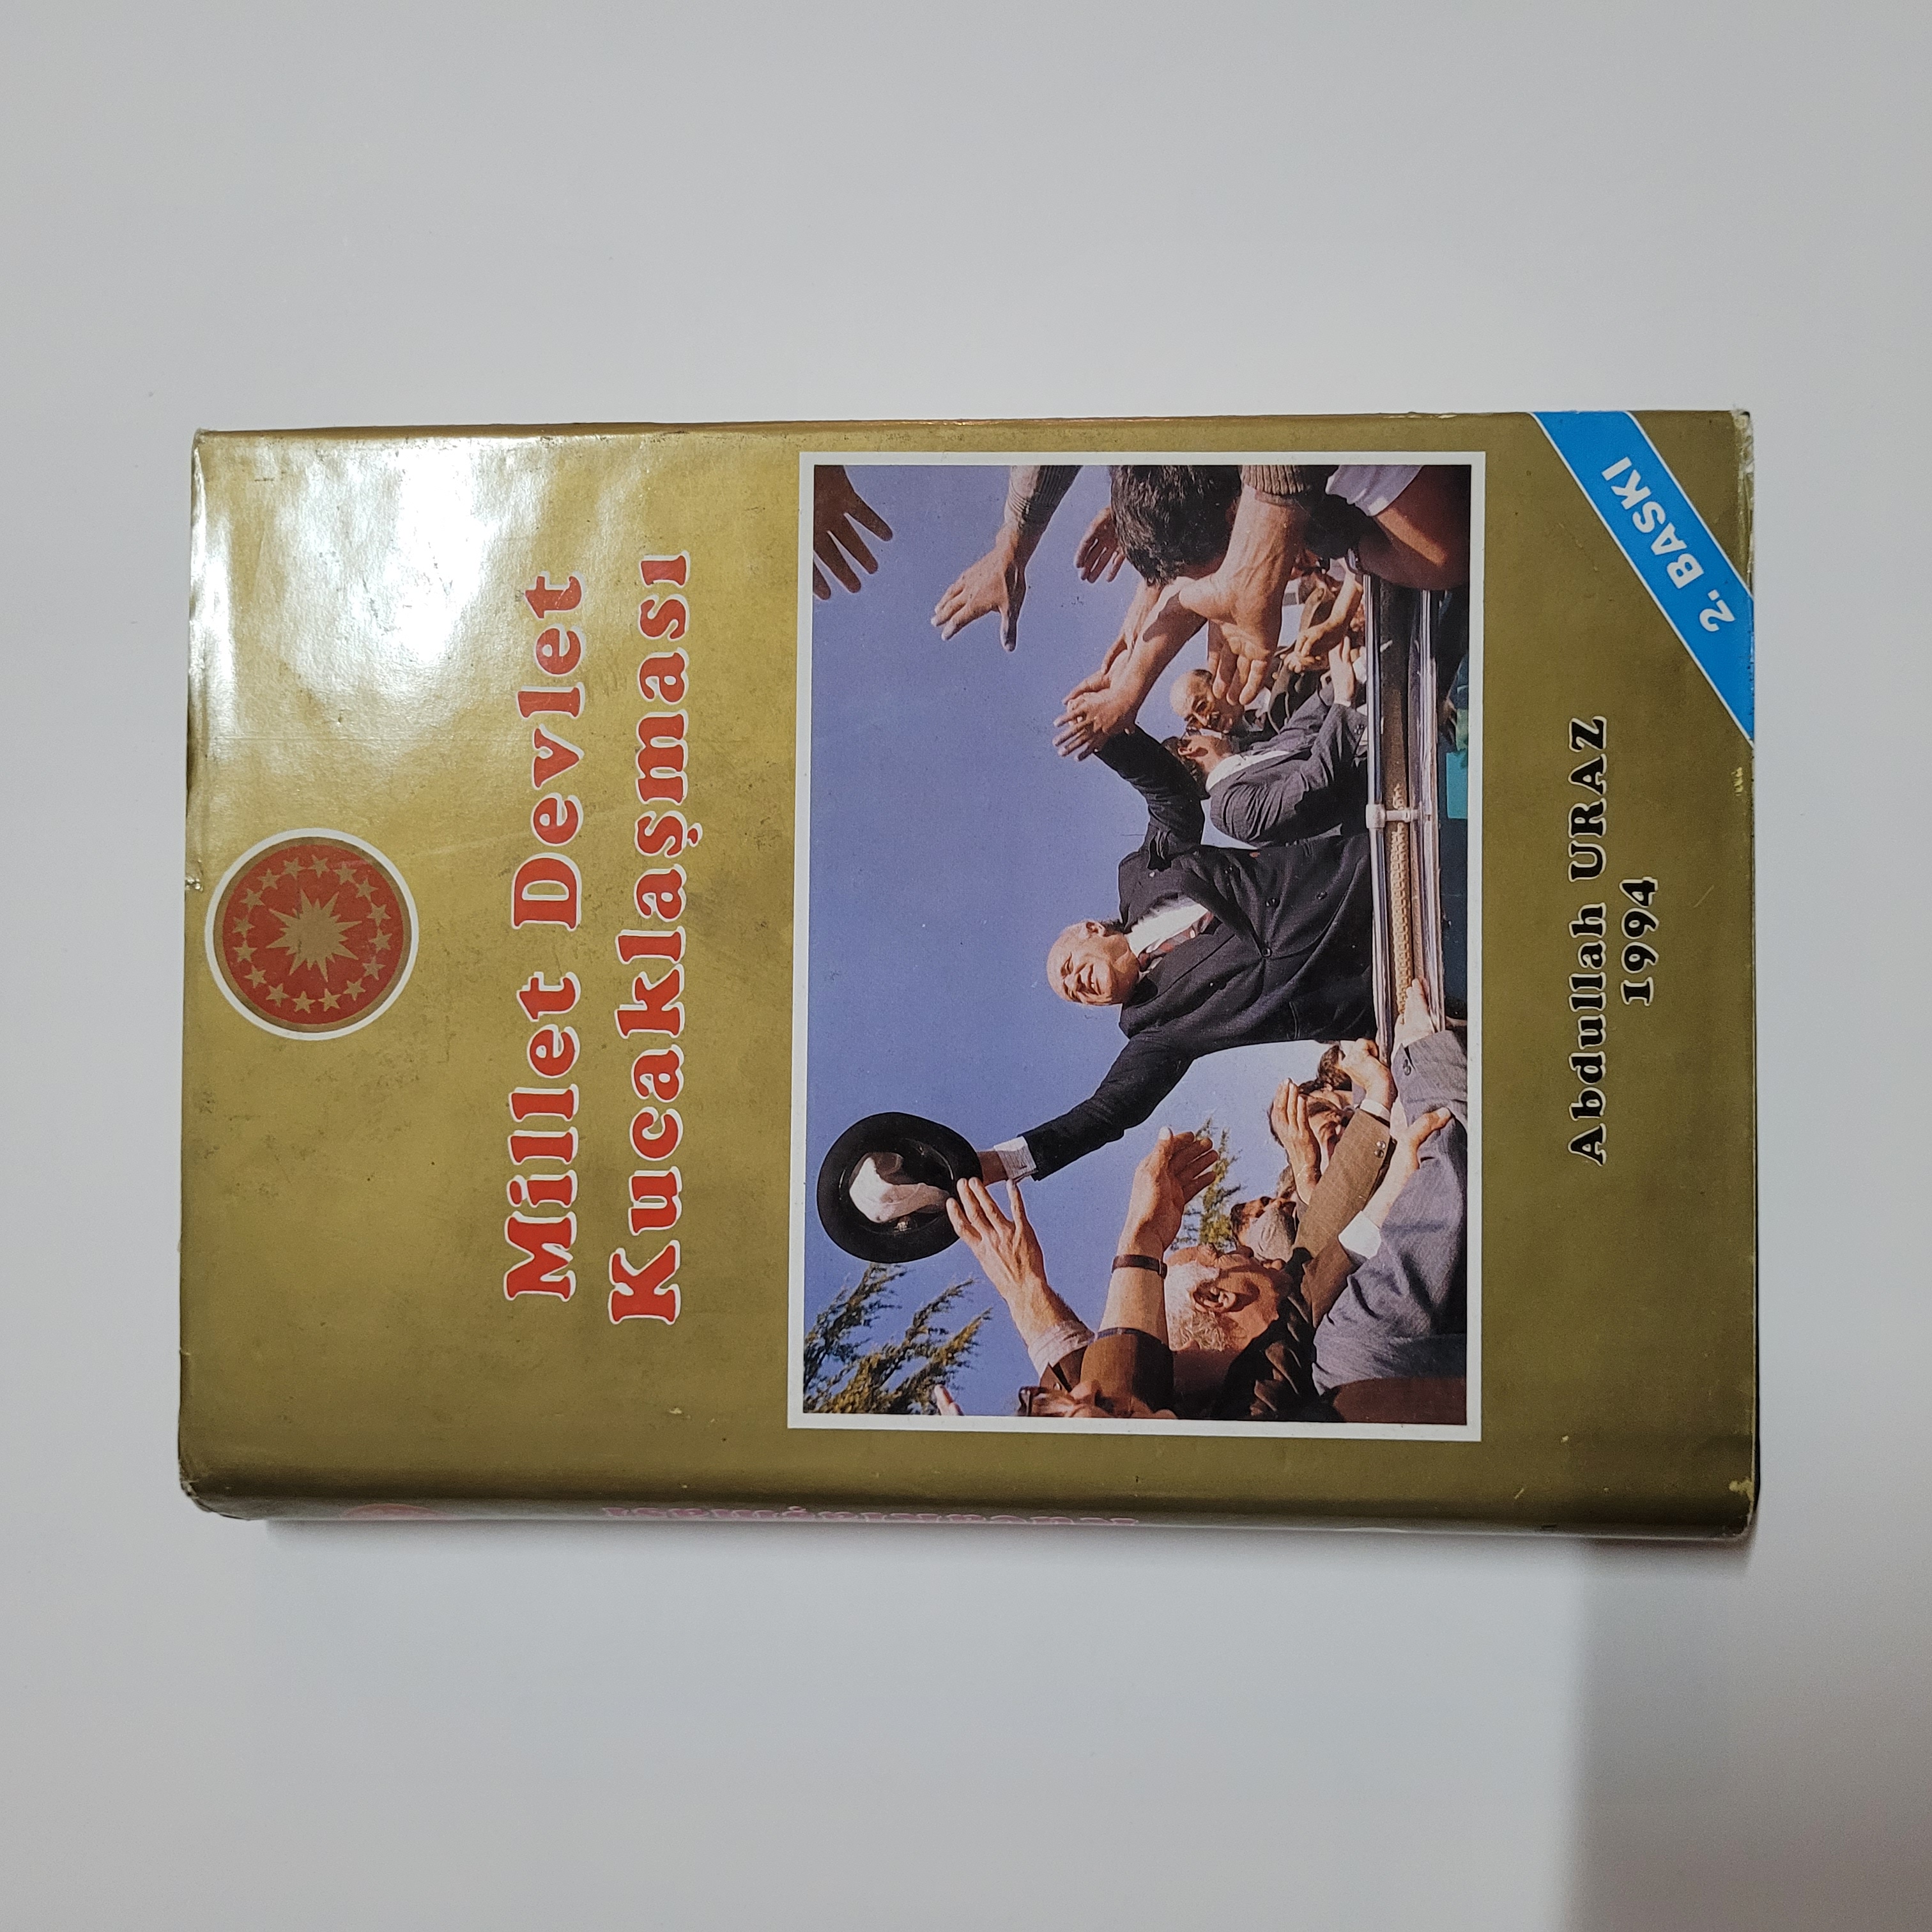 Millet Devlet
Kucaklaşması
Abdullah URAZ
1994
2. BASKI